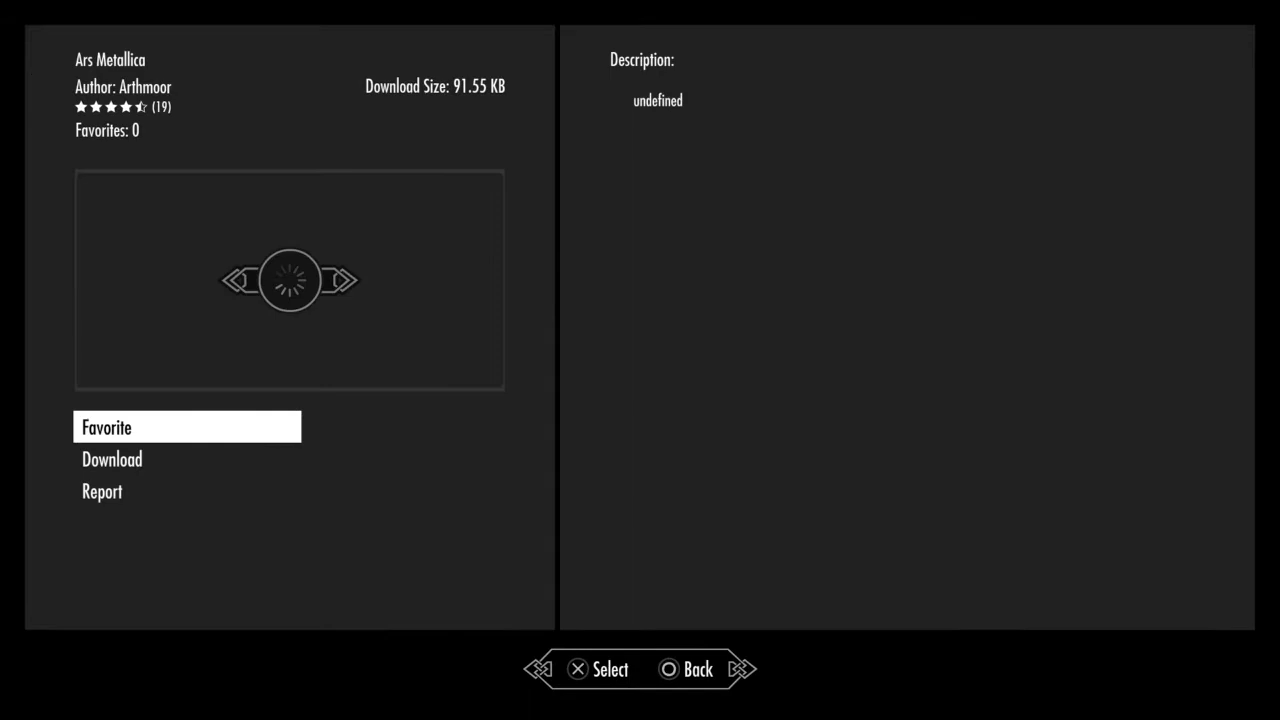 Ars Metallica
Author: Arthmoor
Download Size: 91.55 KB
(19)
Favorites: 0
Favorite
Download
Report
Description:
undefined
Select
Back